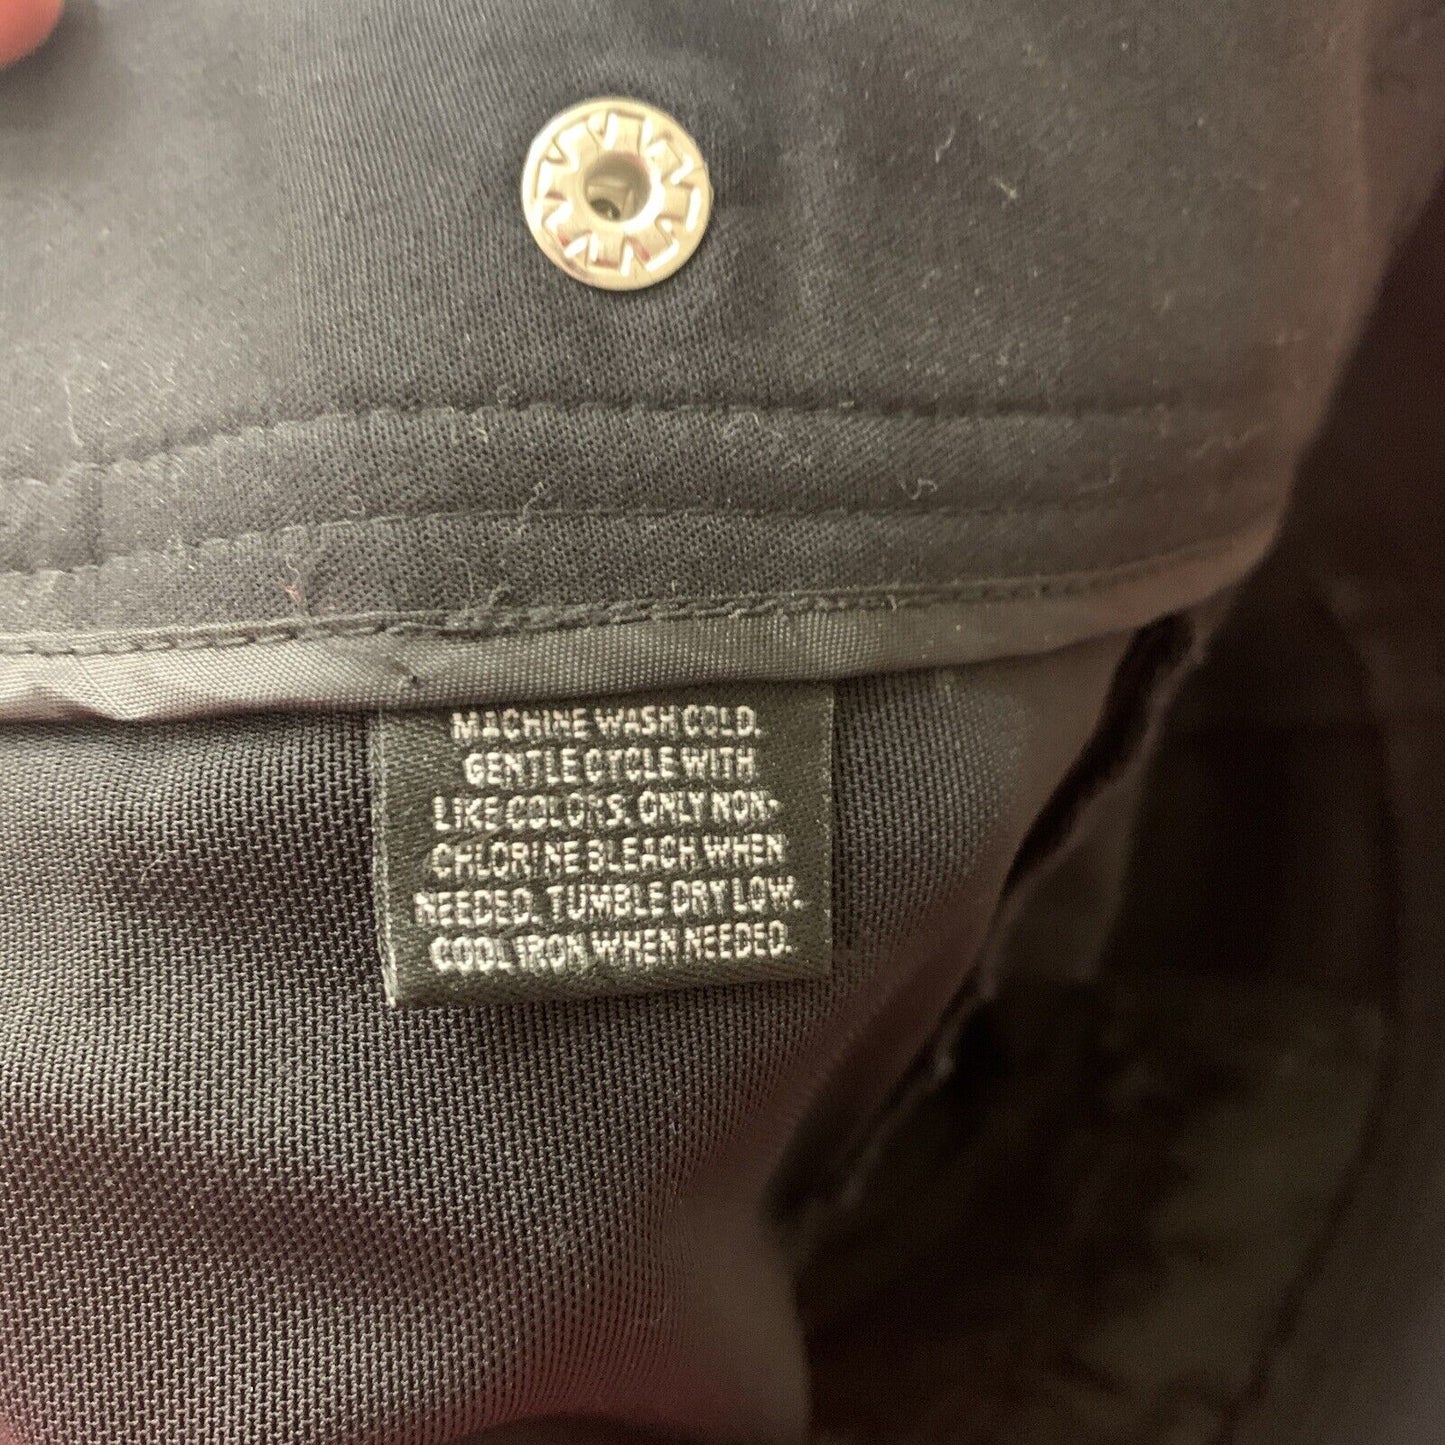 MACHINE WASH COLD.
GENTLE CYCLE WITH
LIKE COLORS. ONLY NON-
CHLORINE BLEACH WHEN
NEEDED. TUMBLE DRY LOW.
COOL IRON WHEN NEEDED.